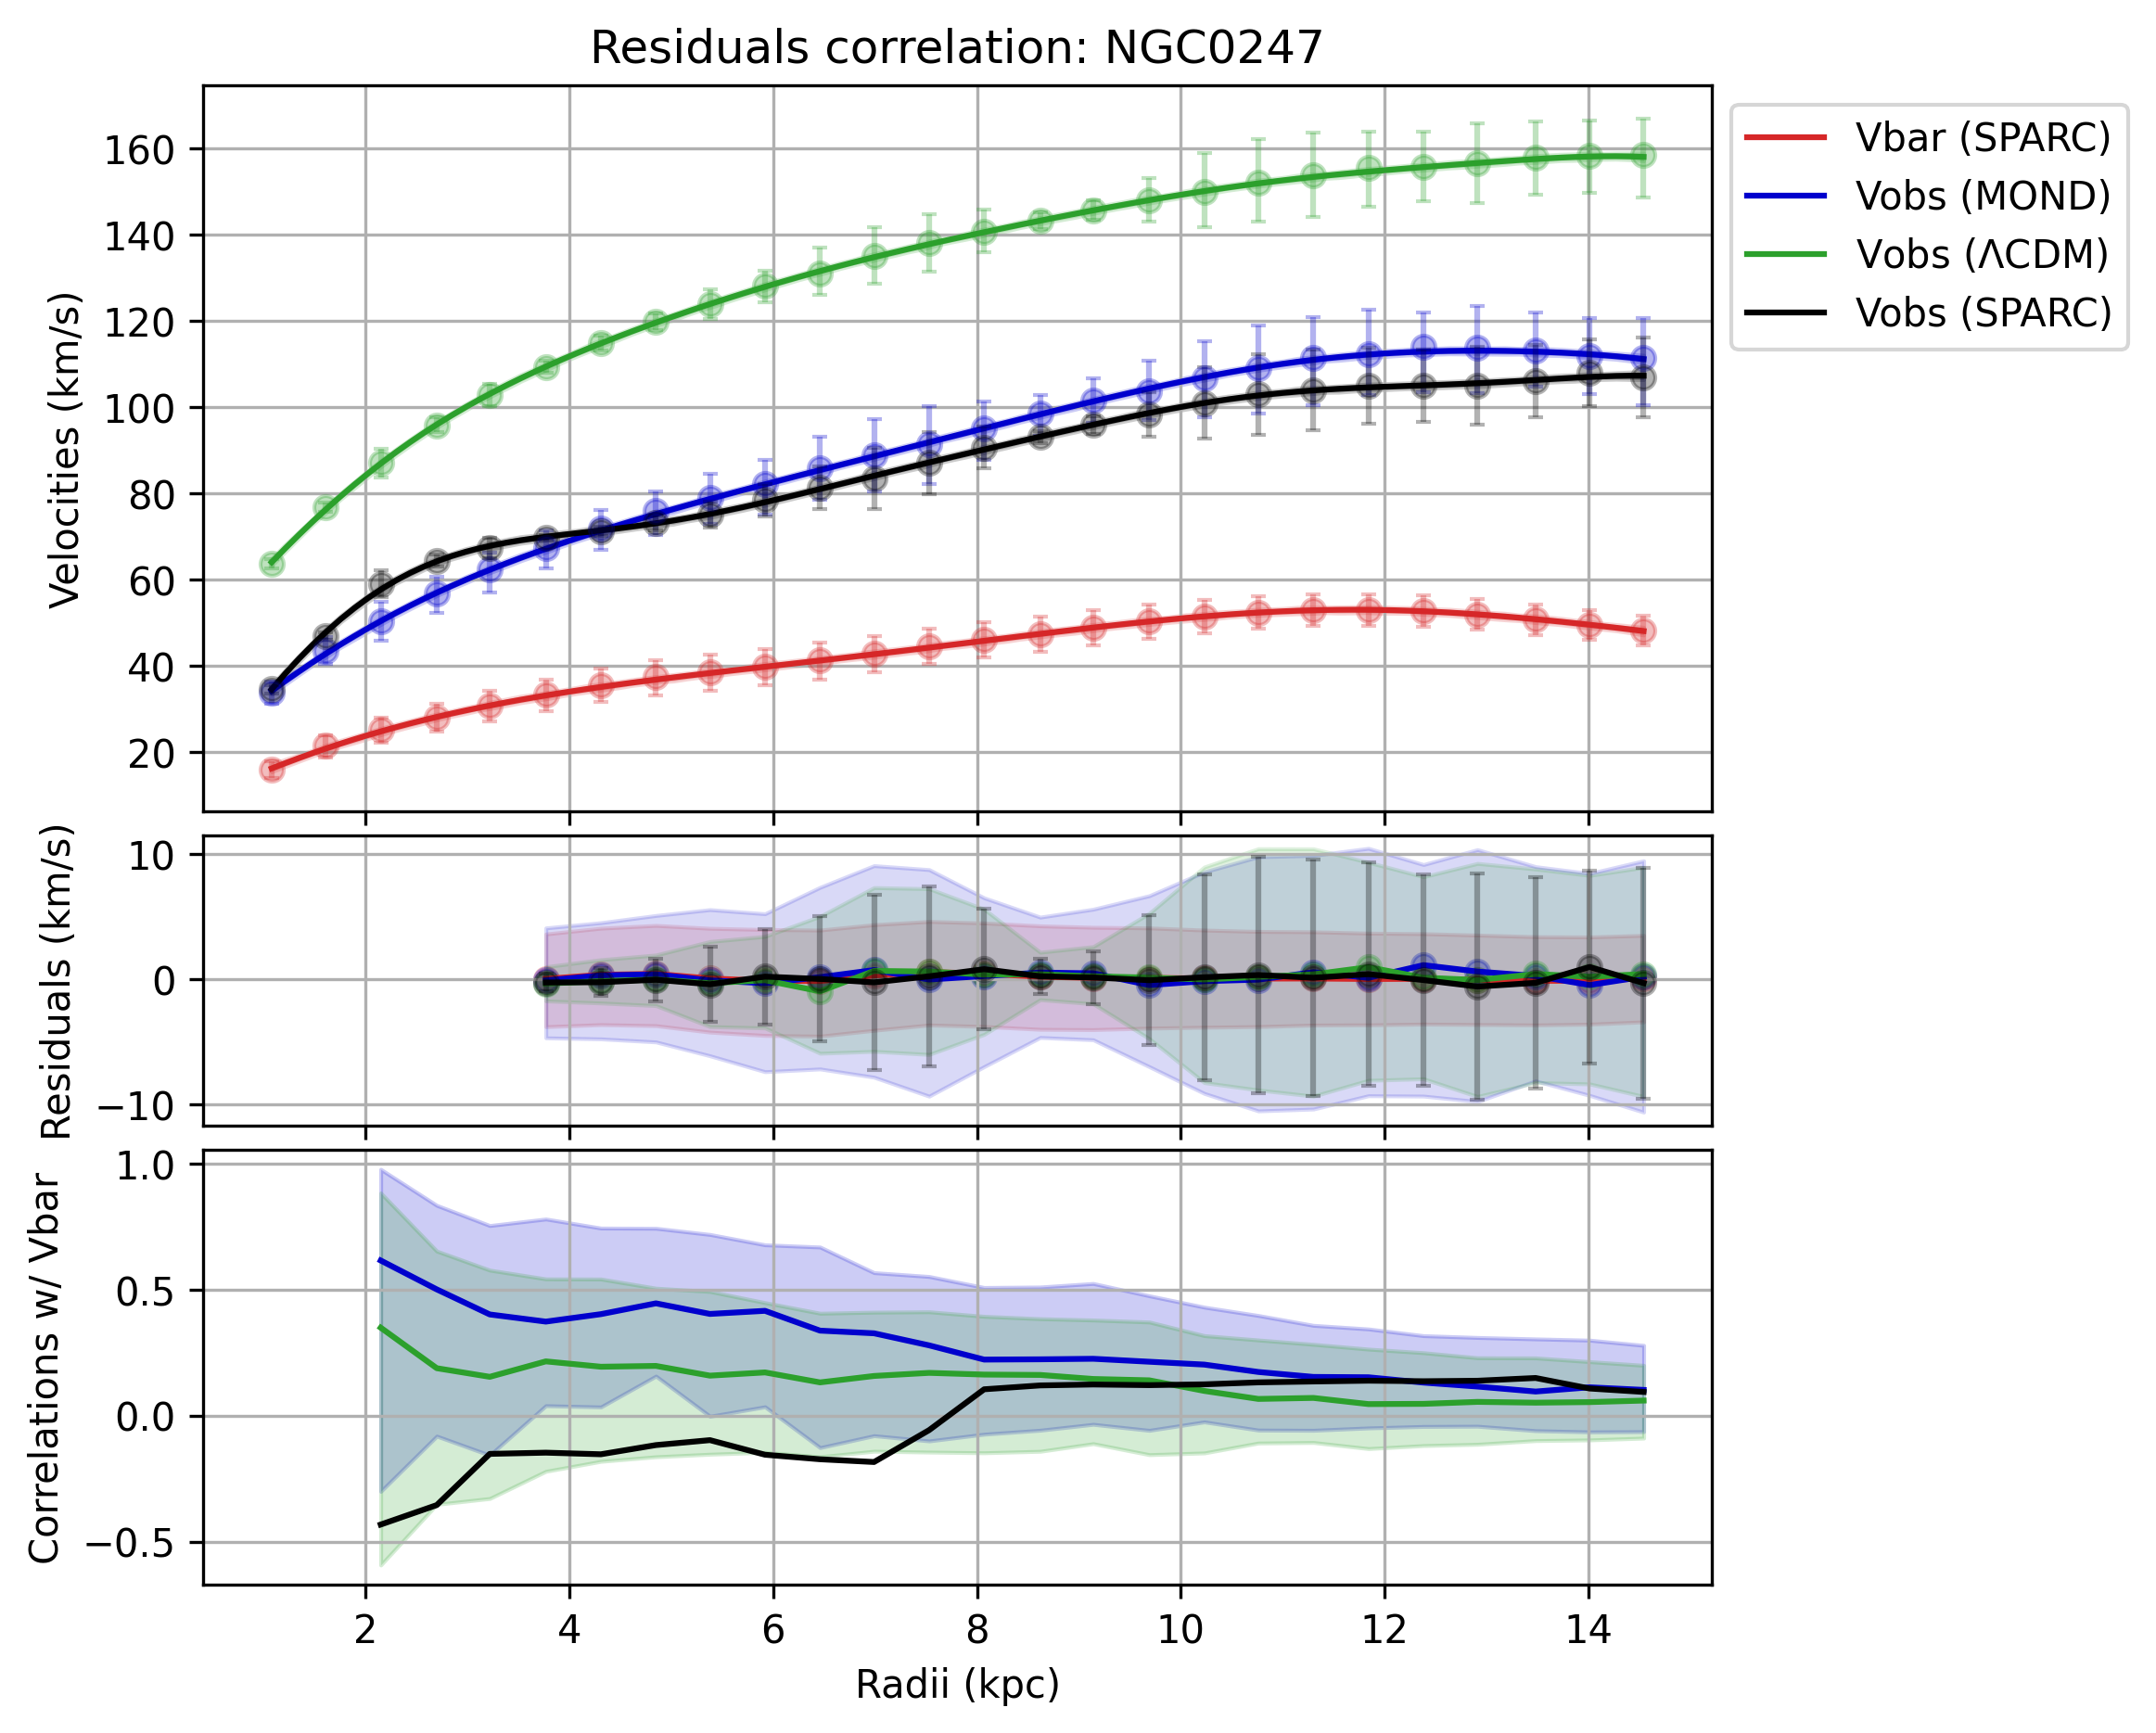 Residuals correlation: NGC0247
Velocities (km/s)
160
140
120
100
80
60
40
20
Vbar (SPARC)
Vobs (MOND)
Vobs (ΛCDM)
Vobs (SPARC)
Residuals (km/s)
10
0
−10
Correlations w/ Vbar
1.0
0.5
0.0
−0.5
2 4 6 8 10 12 14
Radii (kpc)